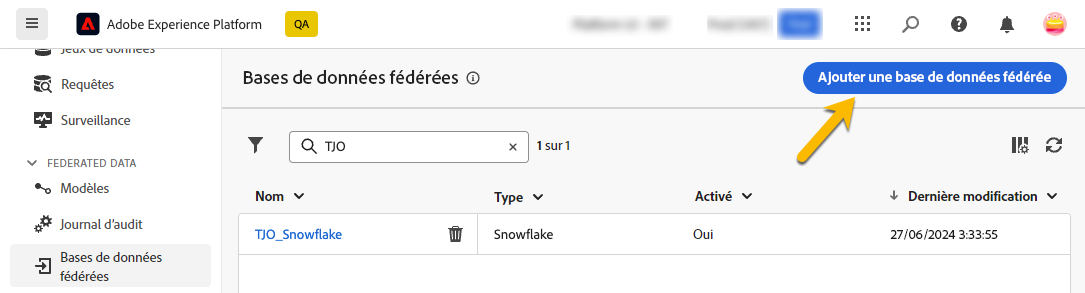 Adobe Experience Platform
QA
Jeux de données
Requêtes
Surveillance
FEDERATED DATA
Modèles
Journal d'audit
Bases de données
fédérées
Bases de données fédérées
Ajouter une base de données fédérée
TJO
1 sur 1
Nom Type Activé Dernière modification
TJO_Snowflake Snowflake Oui 27/06/2024 3:33:55